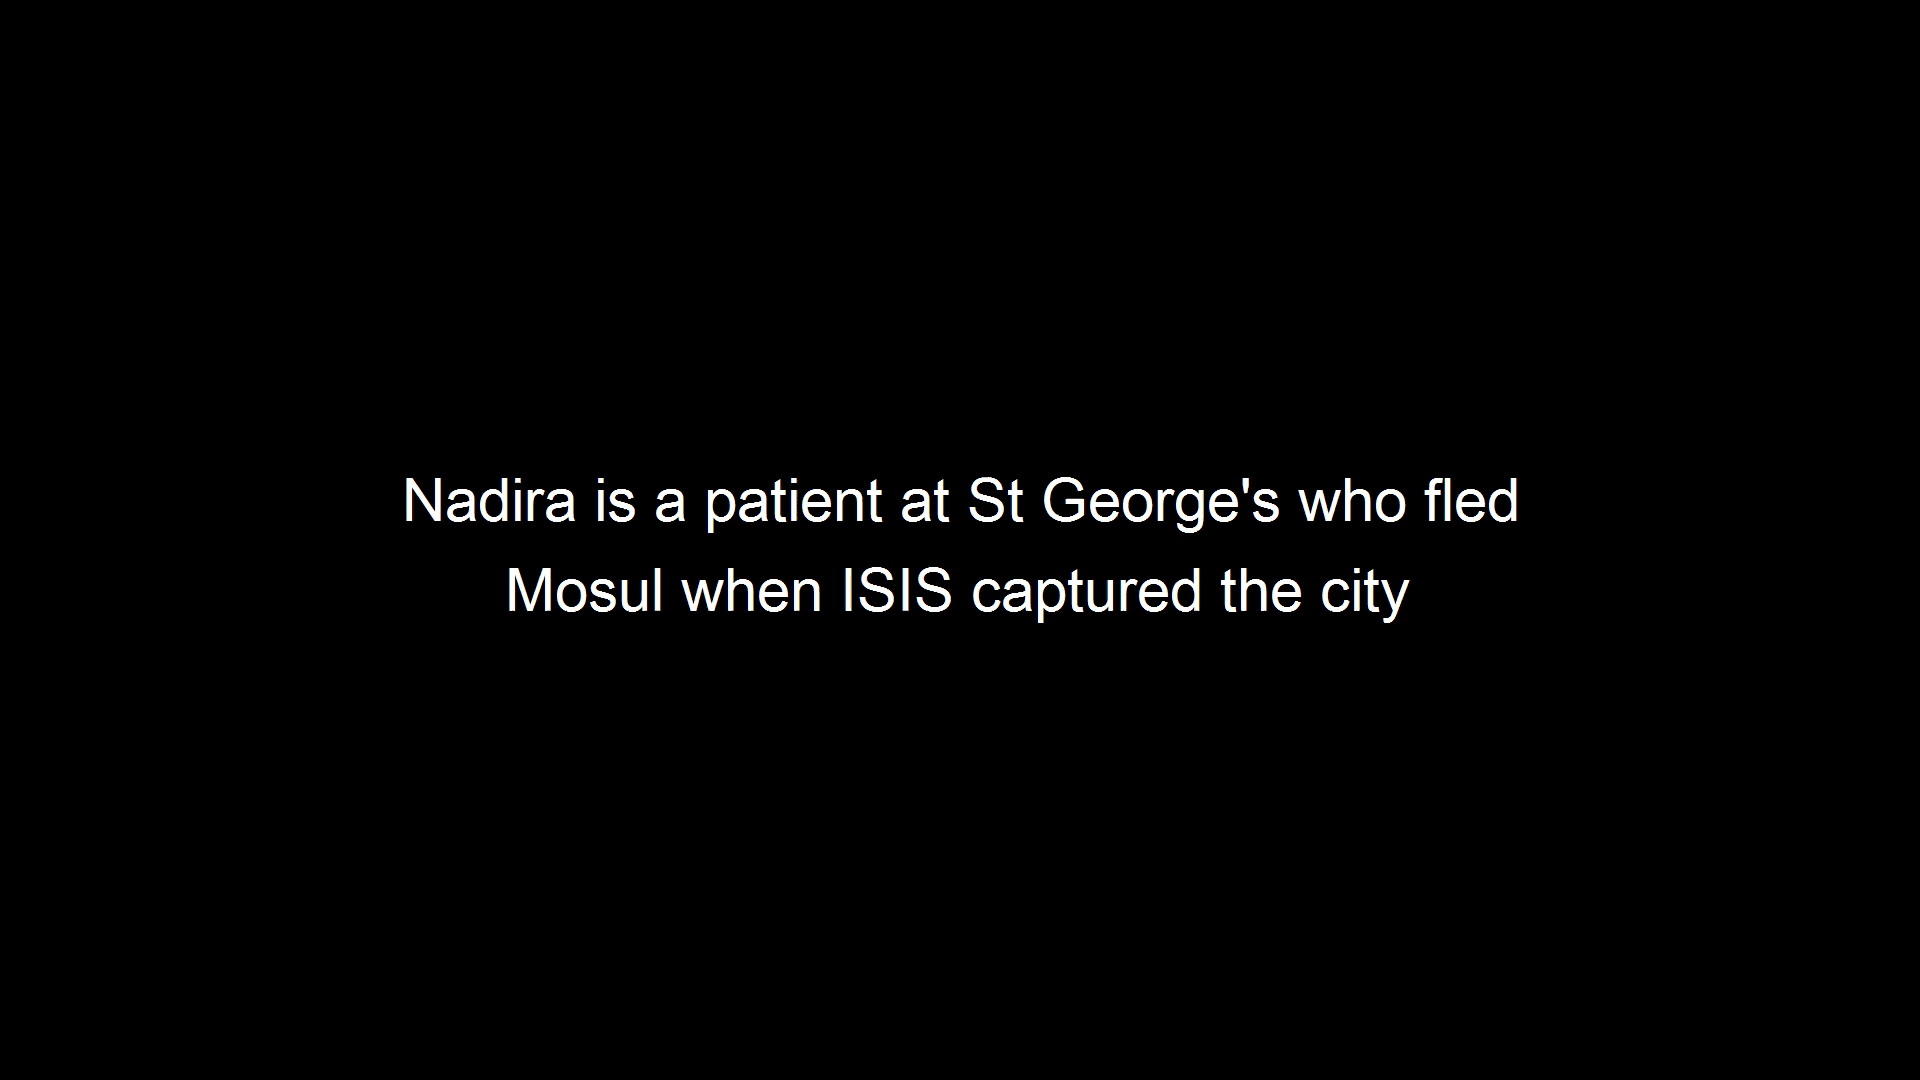 Nadira is a patient at St George's who fled
Mosul when ISIS captured the city